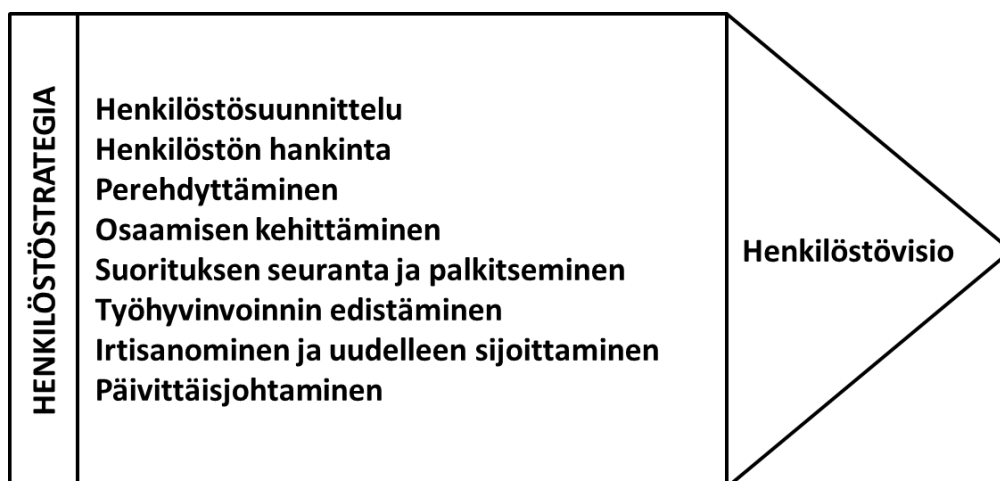 HENKILÖSTÖSTRATEGIA
Henkilöstösuunnittelu
Henkilöstön hankinta
Perehdyttäminen
Osaamisen kehittäminen
Suorituksen seuranta ja palkitseminen
Työhyvinvoinnin edistäminen
Irtisanominen ja uudelleen sijoittaminen
Päivittäisjohtaminen
Henkilöstövisio